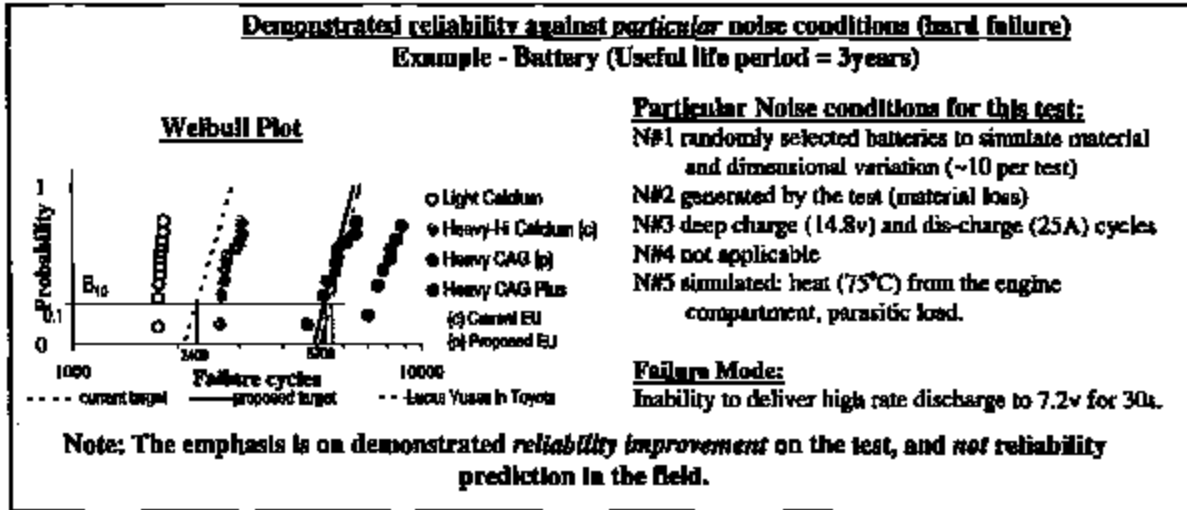 Demonstrated reliability against particular noise conditions (hard failure)
Example - Battery (Useful life period = 3years)
Weibull Plot
Probability
1
B10
0.1
0
1000
2400
10000
Failure cycles
Light Calcium
Heavy-Hi Calcium (c)
Heavy CAG (p)
Heavy CAG Plus
(c) Current EU
(p) Proposed EU
current target
proposed target
Lucus Yuasa in Toyota
Particular Noise conditions for this test:
N#1 randomly selected batteries to simulate material
and dimensional variation (~10 per test)
N#2 generated by the test (material loss)
N#3 deep charge (14.8v) and dis-charge (25A) cycles
N#4 not applicable
N#5 simulated: heat (75°C) from the engine
compartment, parasitic load.
Failure Mode:
Inability to deliver high rate discharge to 7.2v for 30s.
Note: The emphasis is on demonstrated reliability improvement on the test, and not reliability
prediction in the field.